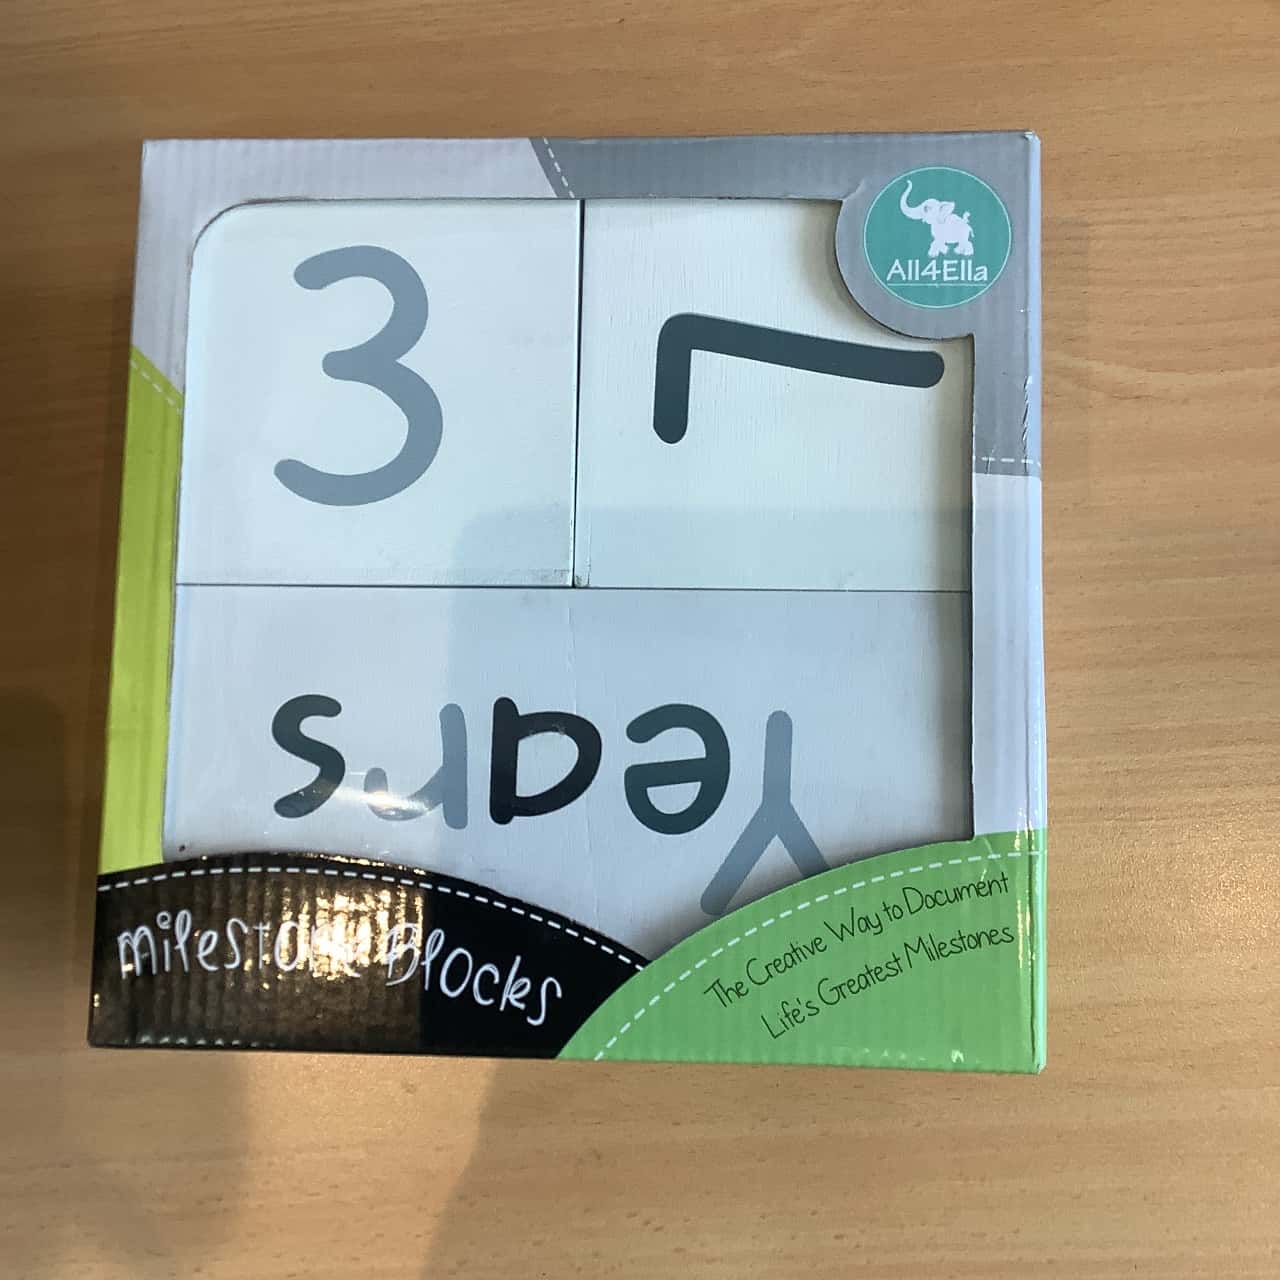 3 7
All4Ella
Years
Milestone Blocks
The Creative Way to Document
Life's Greatest Milestones